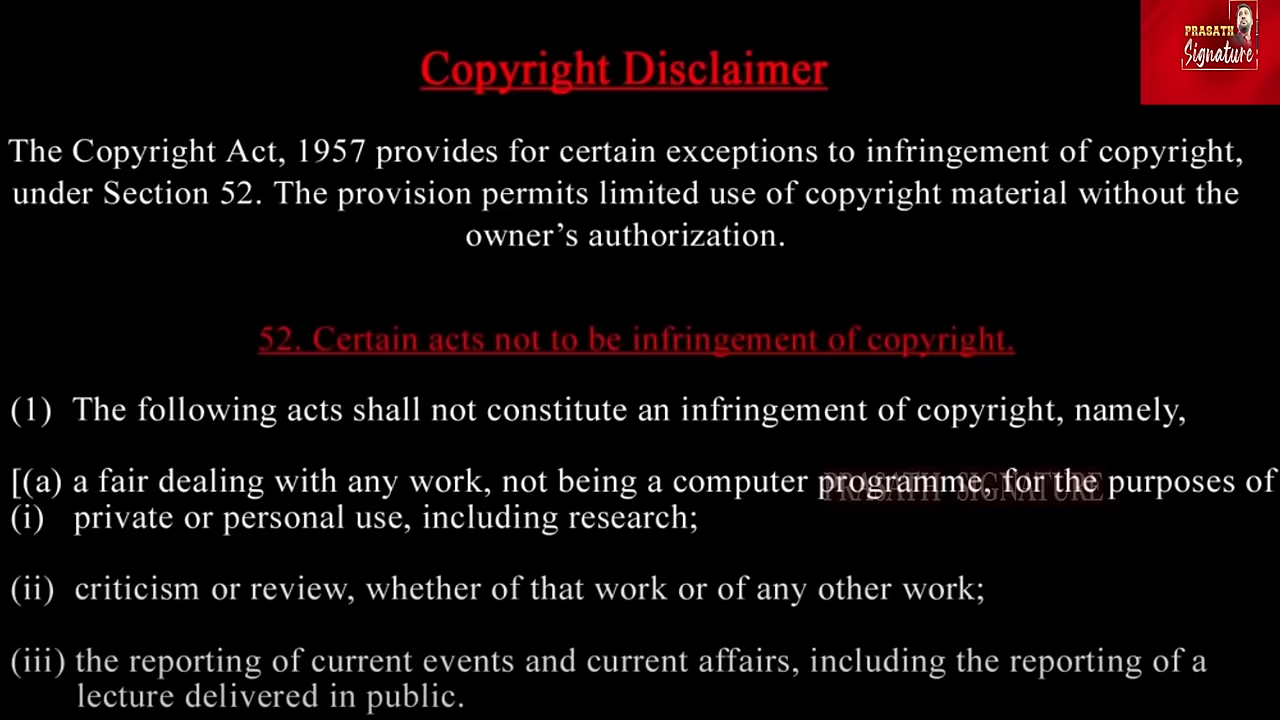 PRASATH
Signature
Copyright Disclaimer
The Copyright Act, 1957 provides for certain exceptions to infringement of copyright,
under Section 52. The provision permits limited use of copyright material without the
owner’s authorization.
52. Certain acts not to be infringement of copyright.
(1) The following acts shall not constitute an infringement of copyright, namely,
[(a) a fair dealing with any work, not being a computer programme, for the purposes of
PRASATH SIGNATURE
(i) private or personal use, including research;
(ii) criticism or review, whether of that work or of any other work;
(iii) the reporting of current events and current affairs, including the reporting of a
lecture delivered in public.